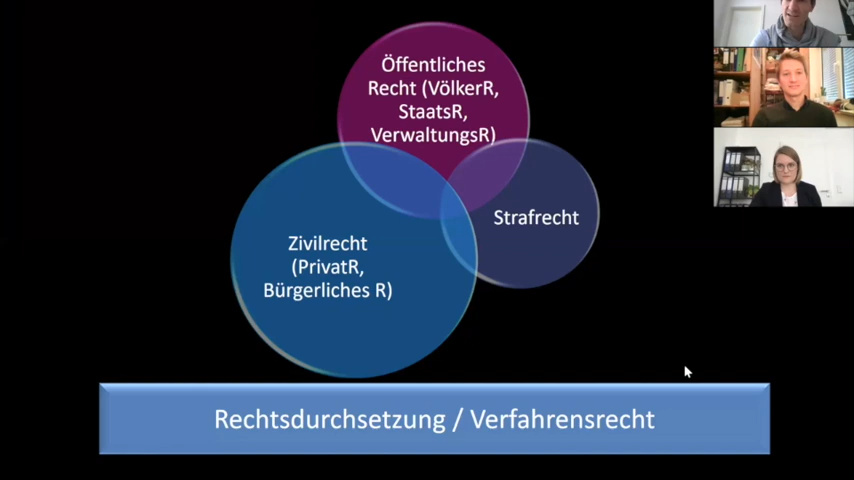 Öffentliches
Recht (VölkerR,
StaatsR,
VerwaltungsR)
Strafrecht
Zivilrecht
(PrivatR,
Bürgerliches R)
Rechtsdurchsetzung / Verfahrensrecht